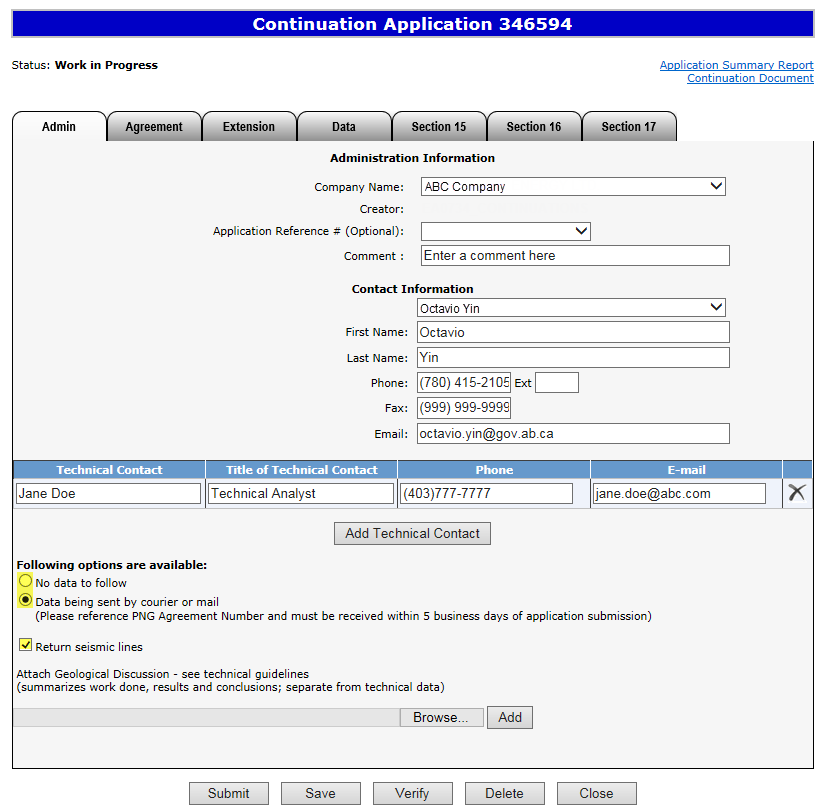 Continuation Application 346594
Status: Work in Progress
Application Summary Report
Continuation Document
Admin Agreement Extension Data Section 15 Section 16 Section 17
Administration Information
Company Name: ABC Company
Creator:
Application Reference # (Optional):
Comment : Enter a comment here
Contact Information
Octavio Yin
First Name: Octavio
Last Name: Yin
Phone: (780) 415-2105 Ext
Fax: (999) 999-9999
Email: octavio.yin@gov.ab.ca
Technical Contact Title of Technical Contact Phone E-mail
Jane Doe Technical Analyst (403)777-7777 jane.doe@abc.com
Add Technical Contact
Following options are available:
No data to follow
Data being sent by courier or mail
(Please reference PNG Agreement Number and must be received within 5 business days of application submission)
Return seismic lines
Attach Geological Discussion - see technical guidelines
(summarizes work done, results and conclusions; separate from technical data)
Browse... Add
Submit Save Verify Delete Close